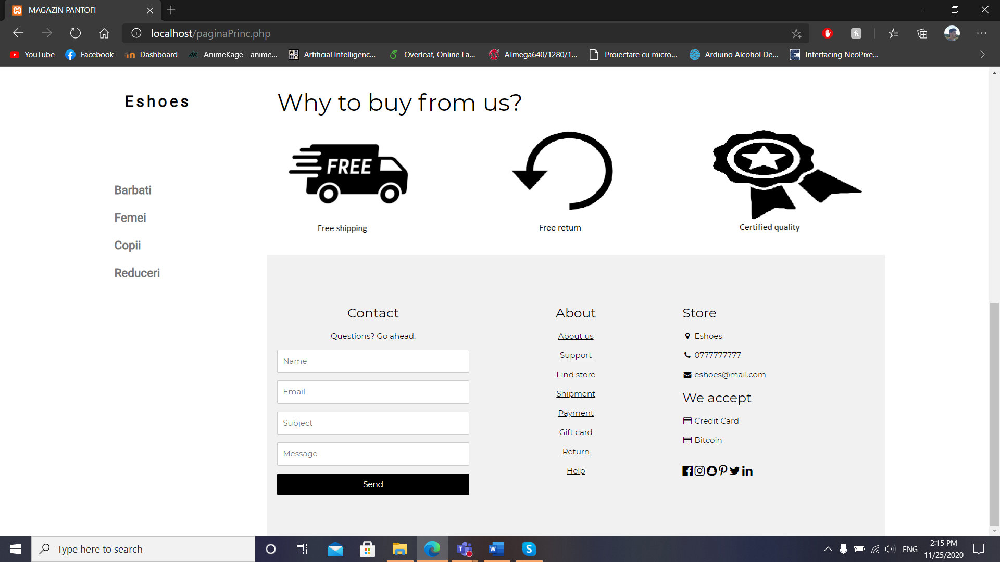 MAGAZIN PANTOFI
localhost/paginaPrinc.php
YouTube
Facebook
Dashboard
AnimeKage - anime...
Artificial Intelligenc...
Overleaf, Online La...
ATmega640/1280/1...
Proiectare cu micro...
Arduino Alcohol De...
Interfacing NeoPixe...
Eshoes
Barbati
Femei
Copii
Reduceri
Why to buy from us?
FREE
Free shipping
Free return
Certified quality
Contact
Questions? Go ahead.
Name
Email
Subject
Message
Send
About
About us
Support
Find store
Shipment
Payment
Gift card
Return
Help
Store
Eshoes
0777777777
eshoes@mail.com
We accept
Credit Card
Bitcoin
Type here to search
ENG
2:15 PM
11/25/2020